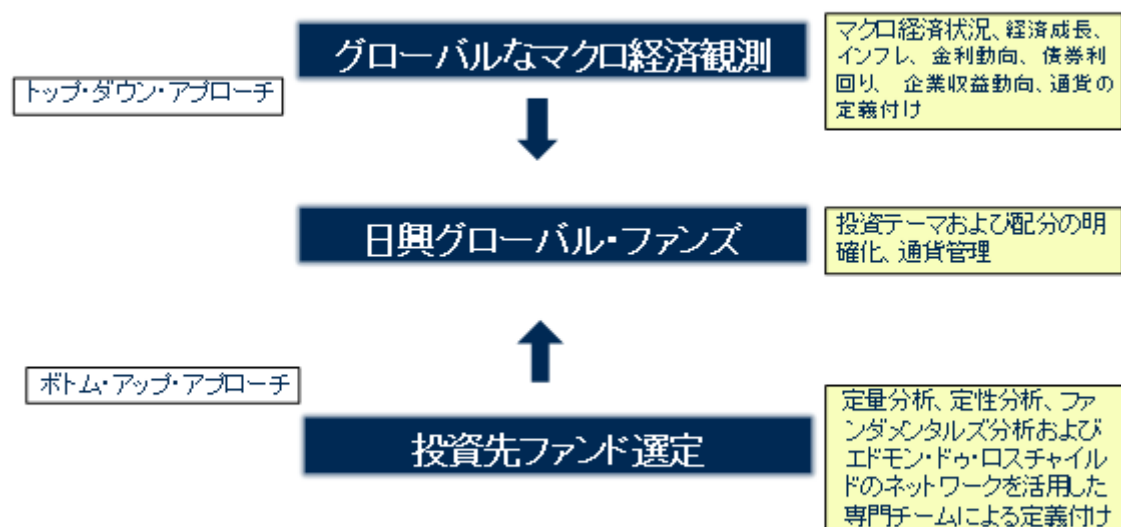 グローバルなマクロ経済観測
マクロ経済状況、経済成長、
インフレ、金利動向、債券利
回り、企業収益動向、通貨の
定義付け
トップ・ダウン・アプローチ
日興グローバル・ファンズ
投資テーマおよび配分の明
確化、通貨管理
ボトム・アップ・アプローチ
投資先ファンド選定
定量分析、定性分析、ファ
ンダメンタルズ分析および
エドモン・ドゥ・ロスチャイル
ドのネットワークを活用した
専門チームによる定義付け